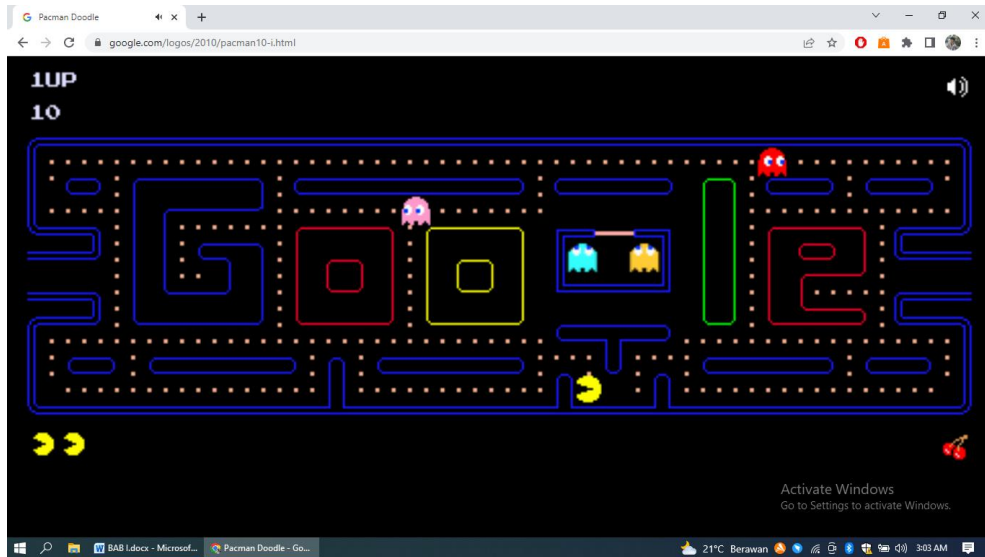 Pacman Doodle
google.com/logos/2010/pacman10-i.html
1UP
10
Activate Windows
Go to Settings to activate Windows.
BAB I.docx - Microsof...
Pacman Doodle - Go...
21°C Berawan
3:03 AM